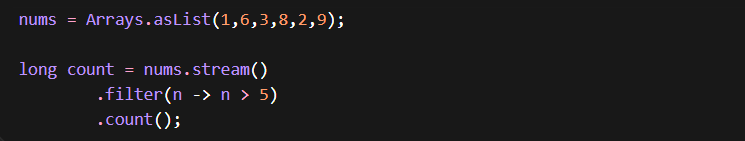 nums = Arrays.asList(1,6,3,8,2,9);
long count = nums.stream()
.filter(n -> n > 5)
.count();